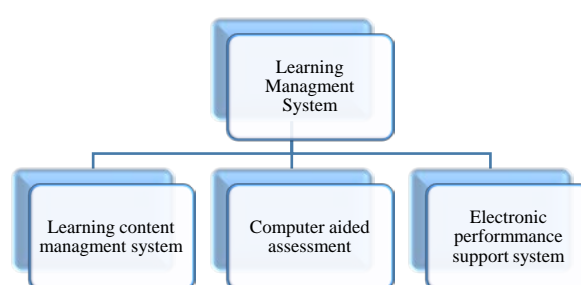 Learning
Managment
System
Learning content
managment system
Computer aided
assessment
Electronic
performmance
support system